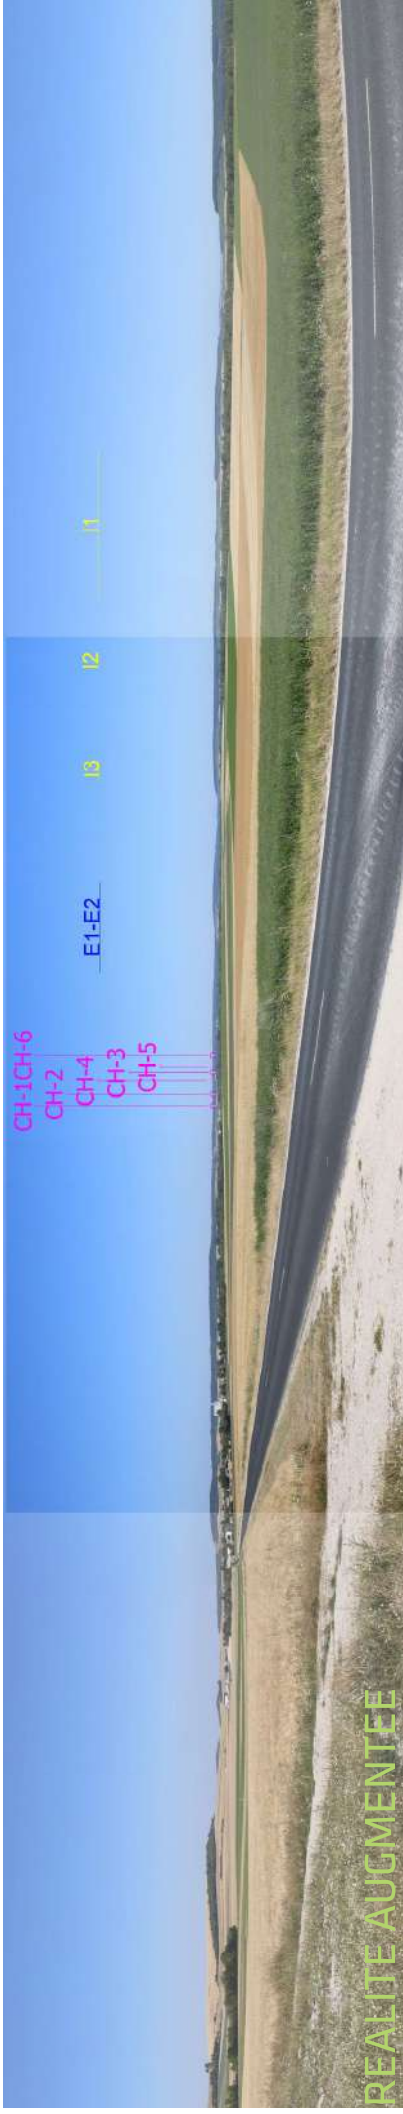 CH-1CH-6
CH-2
CH-4 E1-E2 I3 I2 I1
CH-3
CH-5
REALITE AUGMENTEE